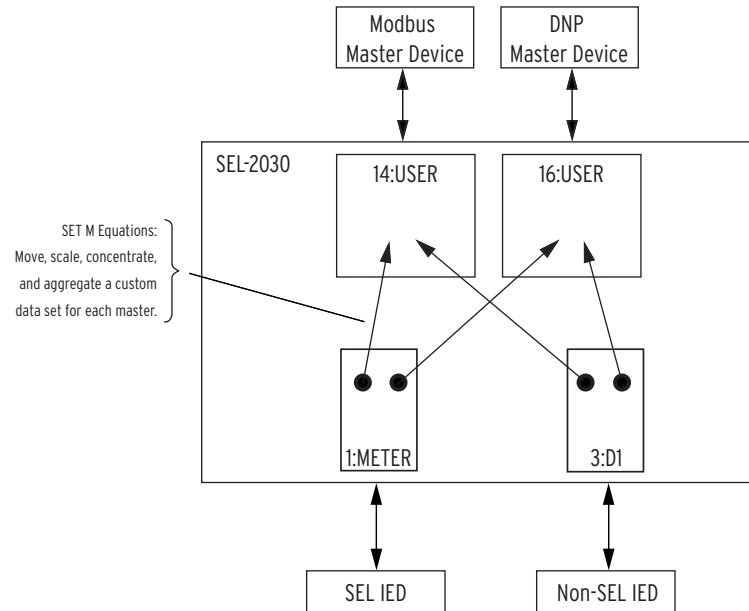 Modbus
Master Device
DNP
Master Device
SEL-2030
14:USER
16:USER
SET M Equations:
Move, scale, concentrate,
and aggregate a custom
data set for each master.
1:METER
3:D1
SEL IED
Non-SEL IED